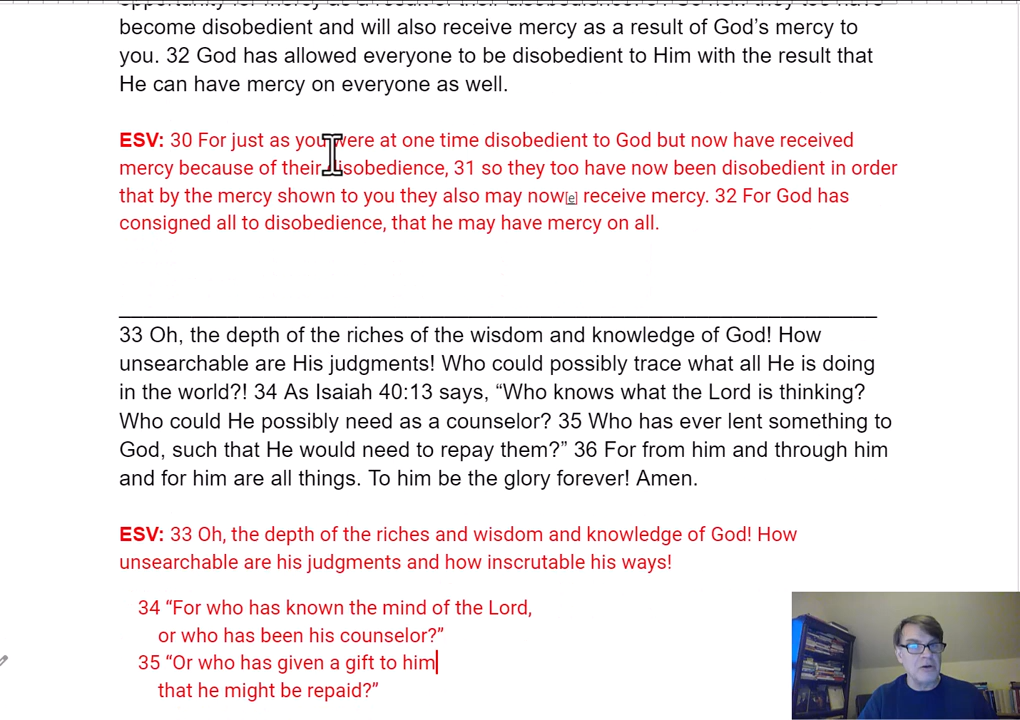 become disobedient and will also receive mercy as a result of God’s mercy to
you. 32 God has allowed everyone to be disobedient to Him with the result that
He can have mercy on everyone as well.
ESV: 30 For just as you were at one time disobedient to God but now have received
mercy because of their disobedience, 31 so they too have now been disobedient in order
that by the mercy shown to you they also may now[e] receive mercy. 32 For God has
consigned all to disobedience, that he may have mercy on all.
33 Oh, the depth of the riches of the wisdom and knowledge of God! How
unsearchable are His judgments! Who could possibly trace what all He is doing
in the world?! 34 As Isaiah 40:13 says, “Who knows what the Lord is thinking?
Who could He possibly need as a counselor? 35 Who has ever lent something to
God, such that He would need to repay them?” 36 For from him and through him
and for him are all things. To him be the glory forever! Amen.
ESV: 33 Oh, the depth of the riches and wisdom and knowledge of God! How
unsearchable are his judgments and how inscrutable his ways!
34 “For who has known the mind of the Lord,
or who has been his counselor?”
35 “Or who has given a gift to him
that he might be repaid?”